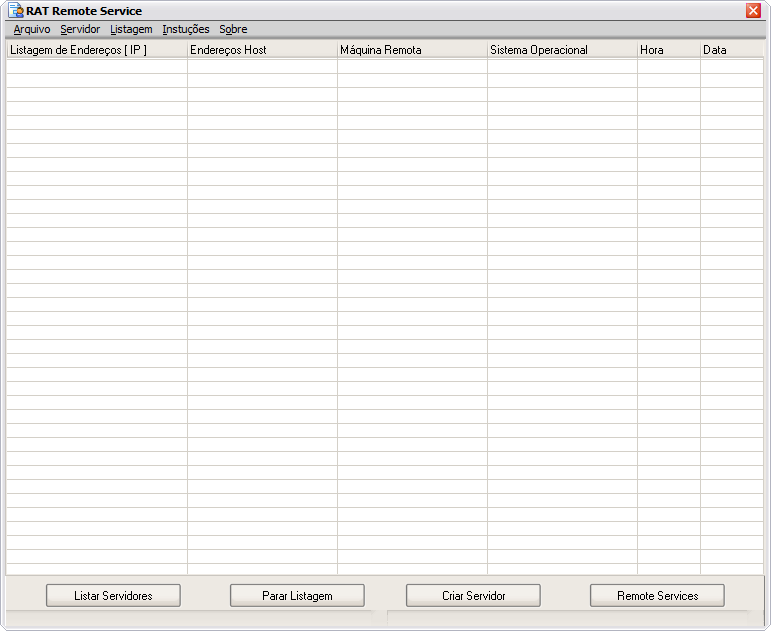 RAT Remote Service
Arquivo Servidor Listagem Instuções Sobre
Listagem de Endereços [ IP ] Endereços Host Máquina Remota Sistema Operacional Hora Data
Listar Servidores Parar Listagem Criar Servidor Remote Services